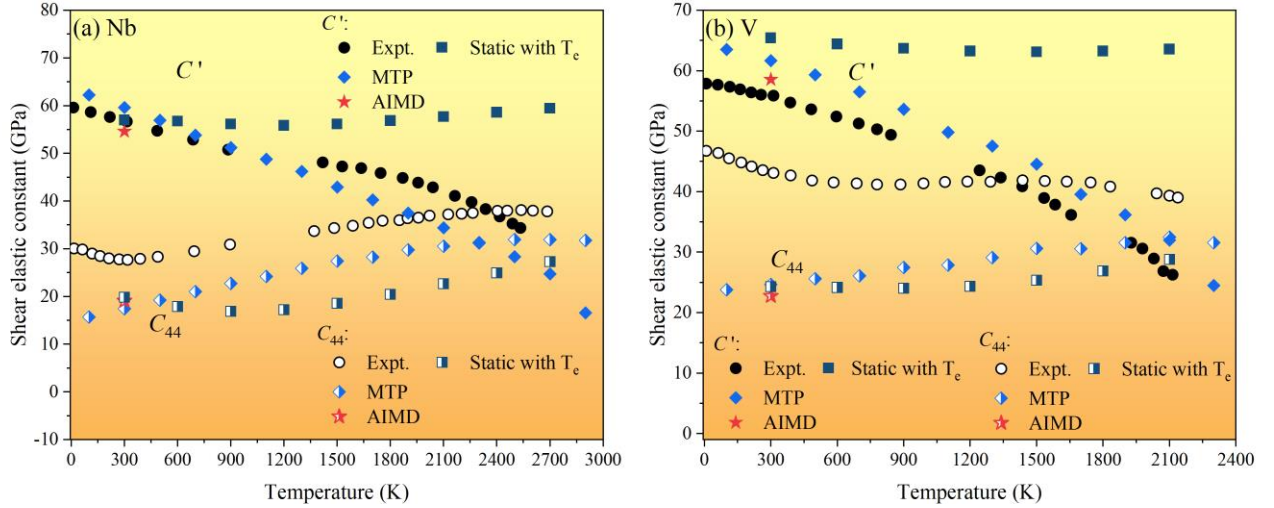 (a) Nb
C':
Expt.
Static with Tₑ
MTP
AIMD
C'
C₄₄
C₄₄:
Expt.
Static with Tₑ
MTP
AIMD
80
70
60
50
40
30
20
10
0
-10
Shear elastic constant (GPa)
0 300 600 900 1200 1500 1800 2100 2400 2700 3000
Temperature (K)
(b) V
C'
C₄₄
C':
Expt.
Static with Tₑ
MTP
AIMD
C₄₄:
Expt.
Static with Tₑ
MTP
AIMD
70
60
50
40
30
20
10
0
Shear elastic constant (GPa)
0 300 600 900 1200 1500 1800 2100 2400
Temperature (K)